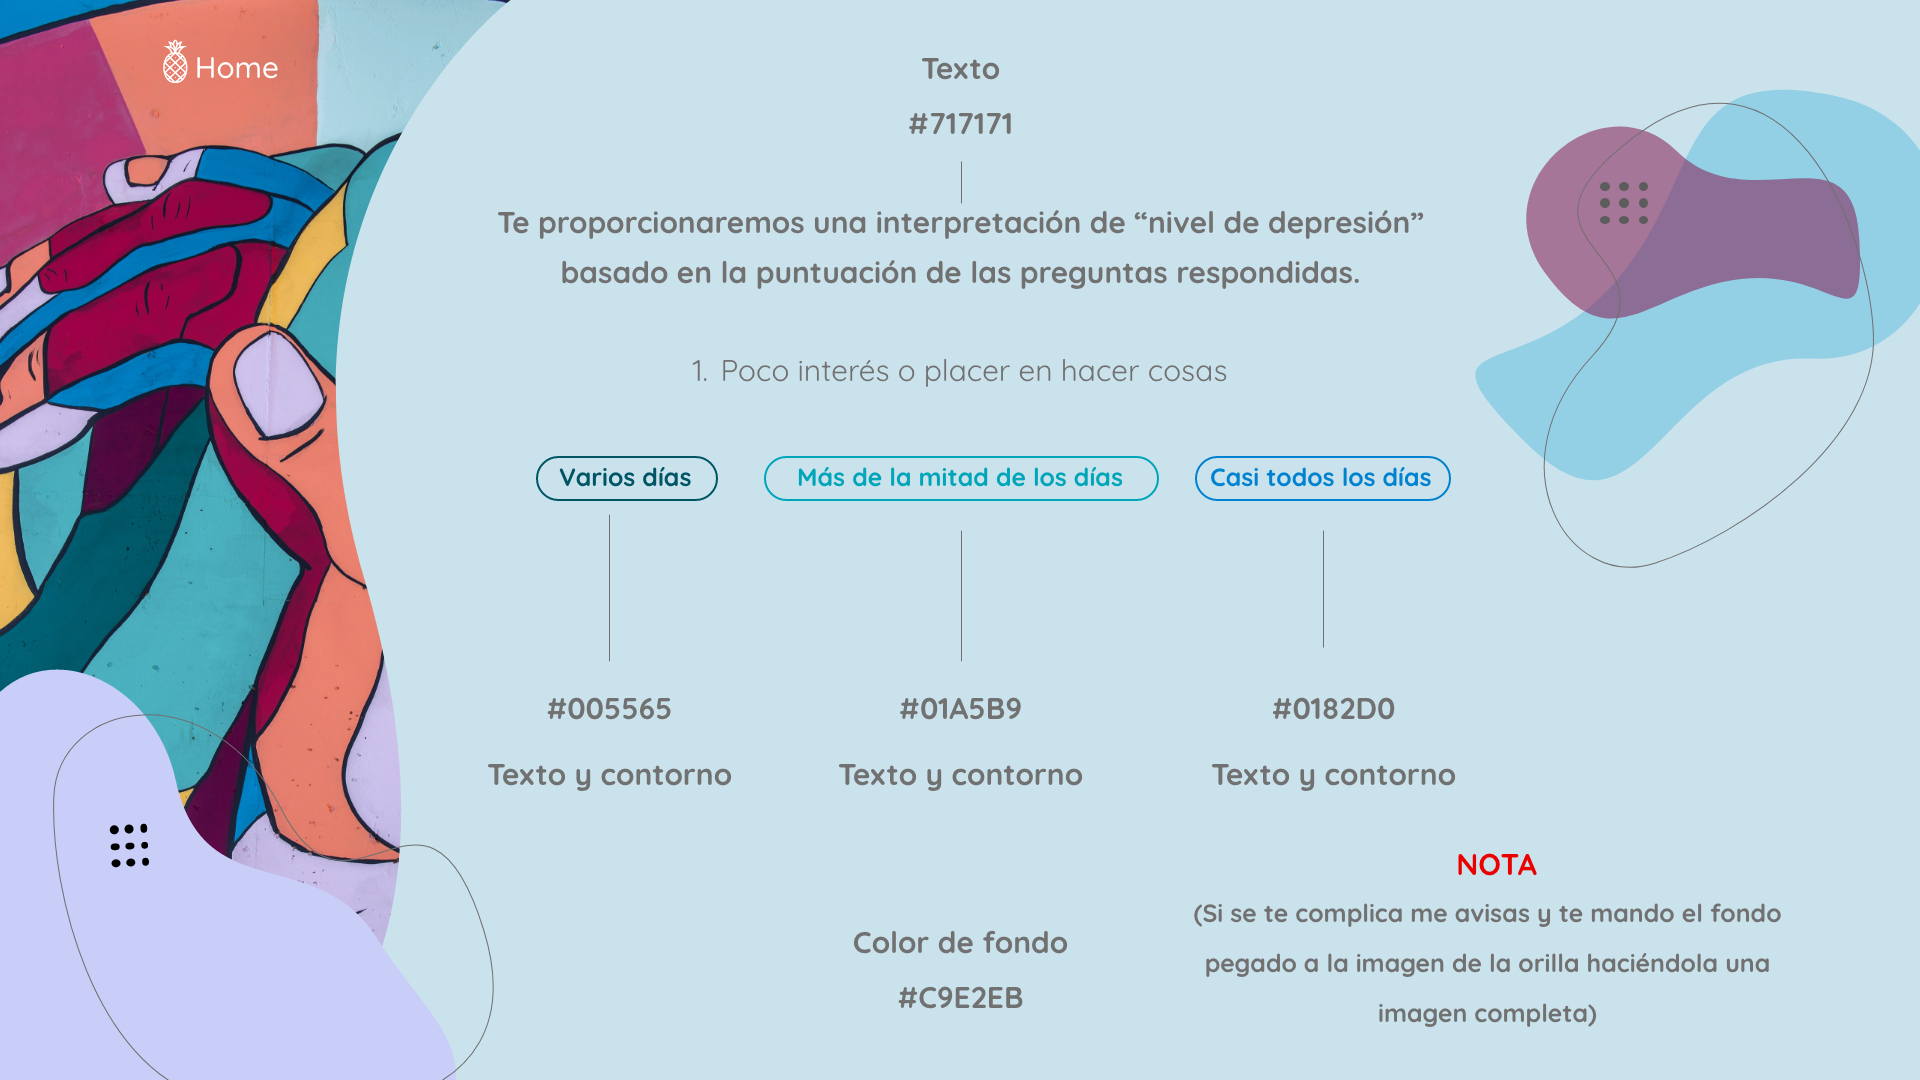 Home
Texto
#717171
Te proporcionaremos una interpretación de “nivel de depresión”
basado en la puntuación de las preguntas respondidas.
1. Poco interés o placer en hacer cosas
Varios días
Más de la mitad de los días
Casi todos los días
#005565
#01A5B9
#0182D0
Texto y contorno
Texto y contorno
Texto y contorno
NOTA
(Si se te complica me avisas y te mando el fondo
pegado a la imagen de la orilla haciéndola una
imagen completa)
Color de fondo
#C9E2EB